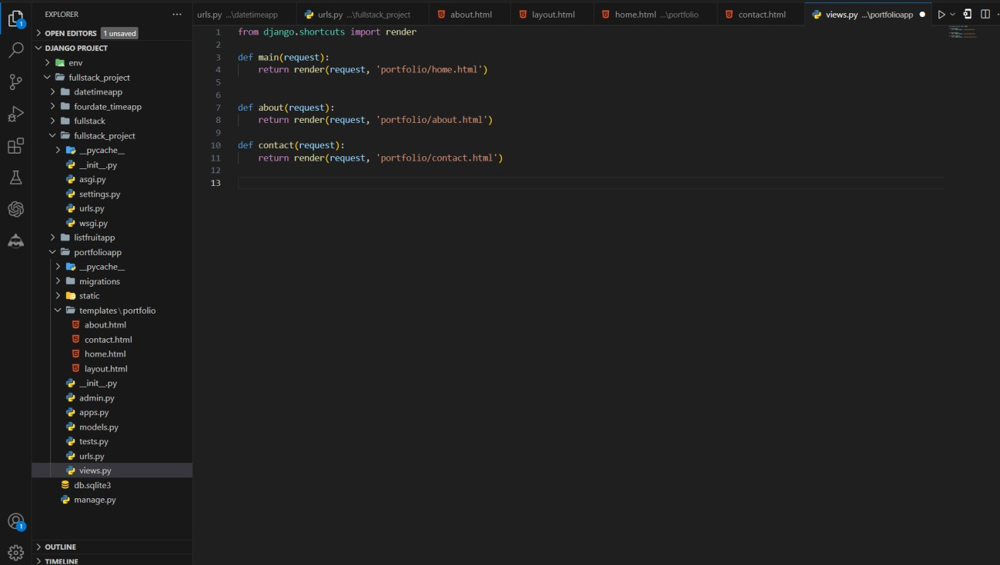 EXPLORER
OPEN EDITORS 1 unsaved
DJANGO PROJECT
env
fullstack_project
datetimeapp
fourdate_timeapp
fullstack
fullstack_project
__pycache__
__init__.py
asgi.py
settings.py
urls.py
wsgi.py
listfruitapp
portfolioapp
__pycache__
migrations
static
templates\portfolio
about.html
contact.html
home.html
layout.html
__init__.py
admin.py
apps.py
models.py
tests.py
urls.py
views.py
db.sqlite3
manage.py
OUTLINE
TIMELINE
1
1
urls.py ...\datetimeapp urls.py ...\fullstack_project about.html layout.html home.html ...\portfolio contact.html views.py ...\portfolioapp
1 from django.shortcuts import render
2
3 def main(request):
4 return render(request, 'portfolio/home.html')
5
6
7 def about(request):
8 return render(request, 'portfolio/about.html')
9
10 def contact(request):
11 return render(request, 'portfolio/contact.html')
12
13